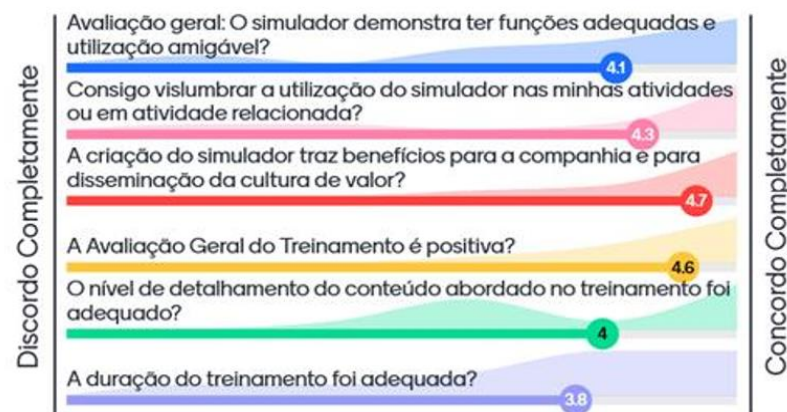 Discordo Completamente
Avaliação geral: O simulador demonstra ter funções adequadas e
utilização amigável?
4.1
Consigo vislumbrar a utilização do simulador nas minhas atividades
ou em atividade relacionada?
4.3
A criação do simulador traz benefícios para a companhia e para
disseminação da cultura de valor?
4.7
A Avaliação Geral do Treinamento é positiva?
4.6
O nível de detalhamento do conteúdo abordado no treinamento foi
adequado?
4
A duração do treinamento foi adequada?
3.8
Concordo Completamente